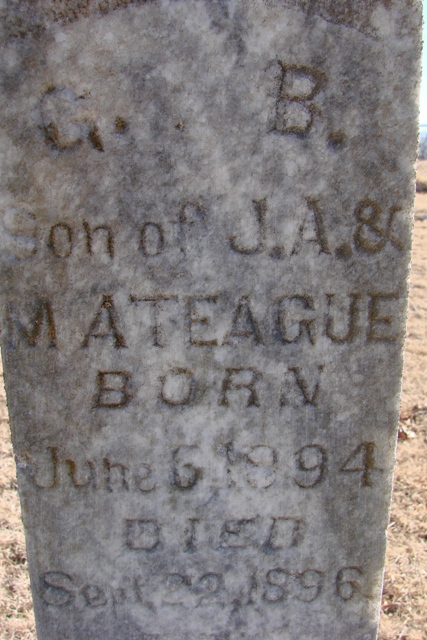 G. B.
Son of J.A.&
M A TEAGUE
BORN
June 6, 1894
DIED
Sept. 22, 1896.